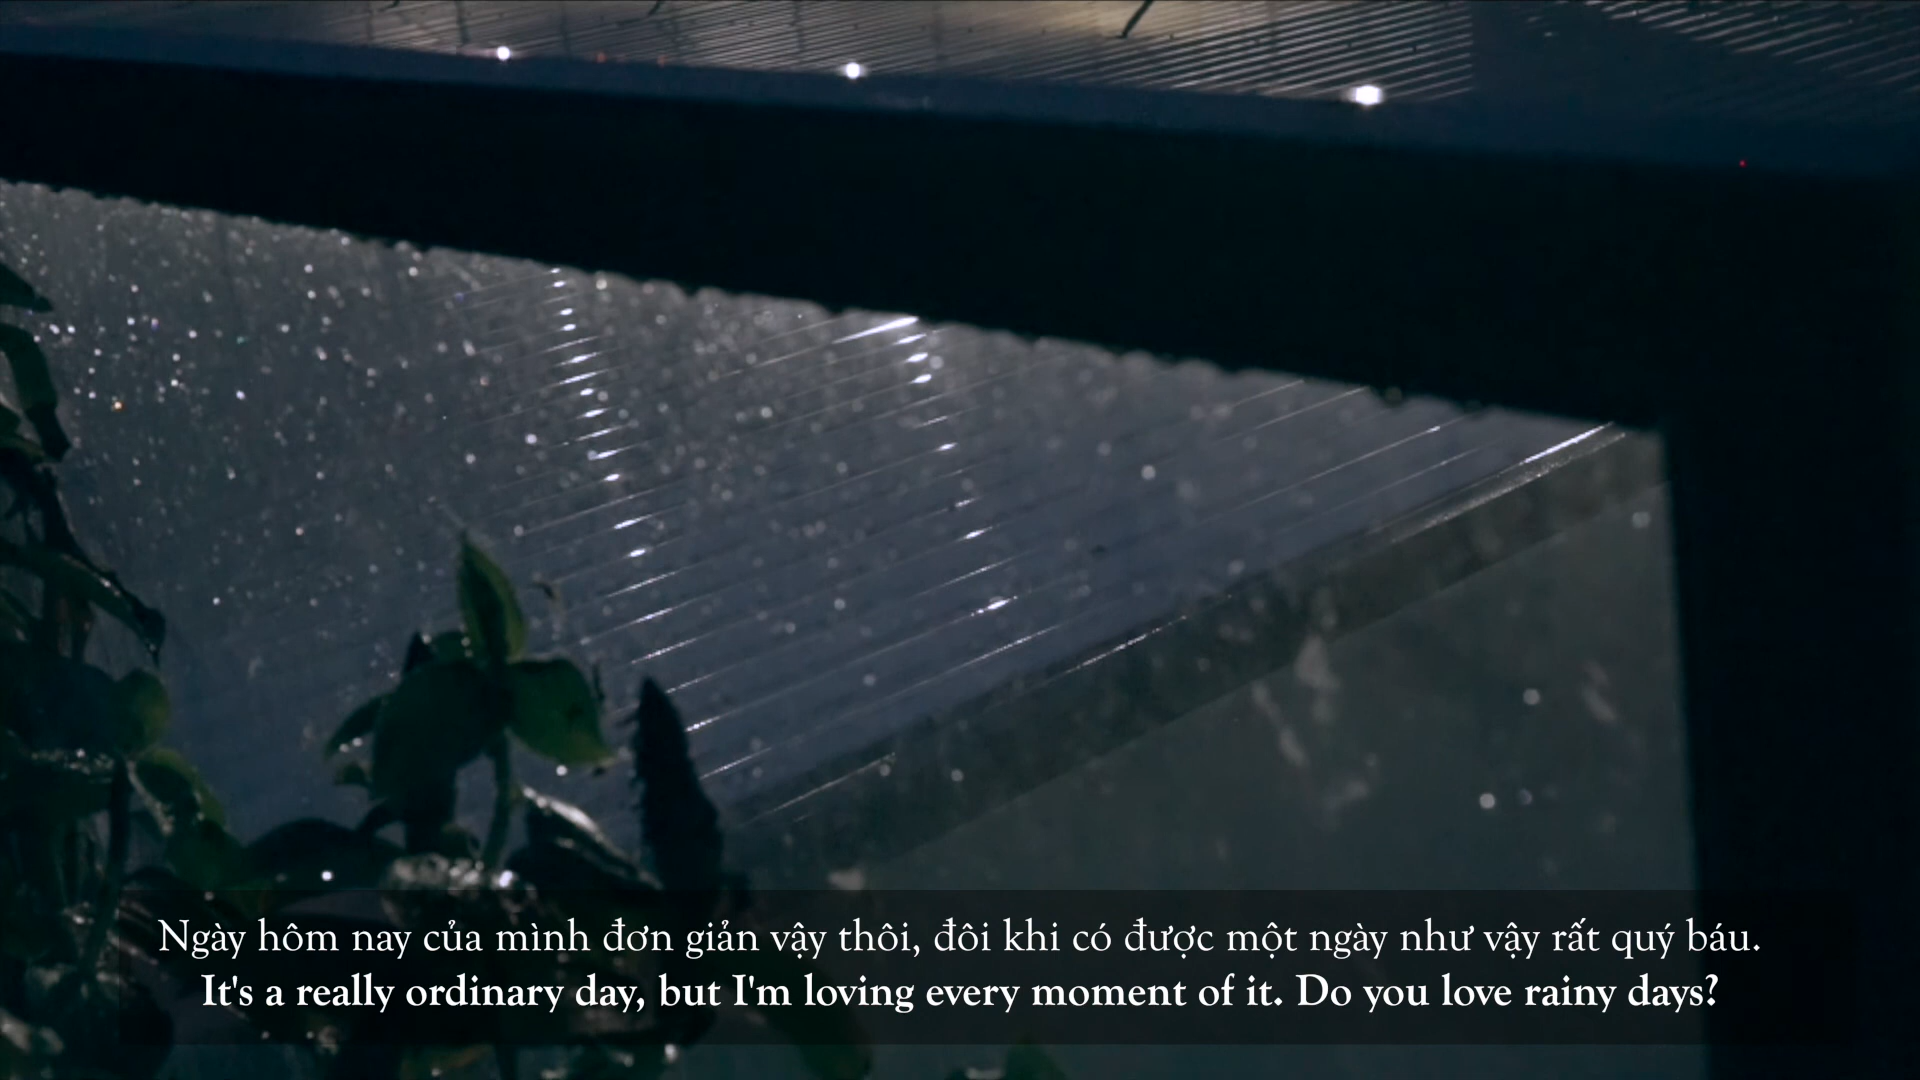 Ngày hôm nay của mình đơn giản vậy thôi, đôi khi có được một ngày như vậy rất quý báu.
It's a really ordinary day, but I'm loving every moment of it. Do you love rainy days?